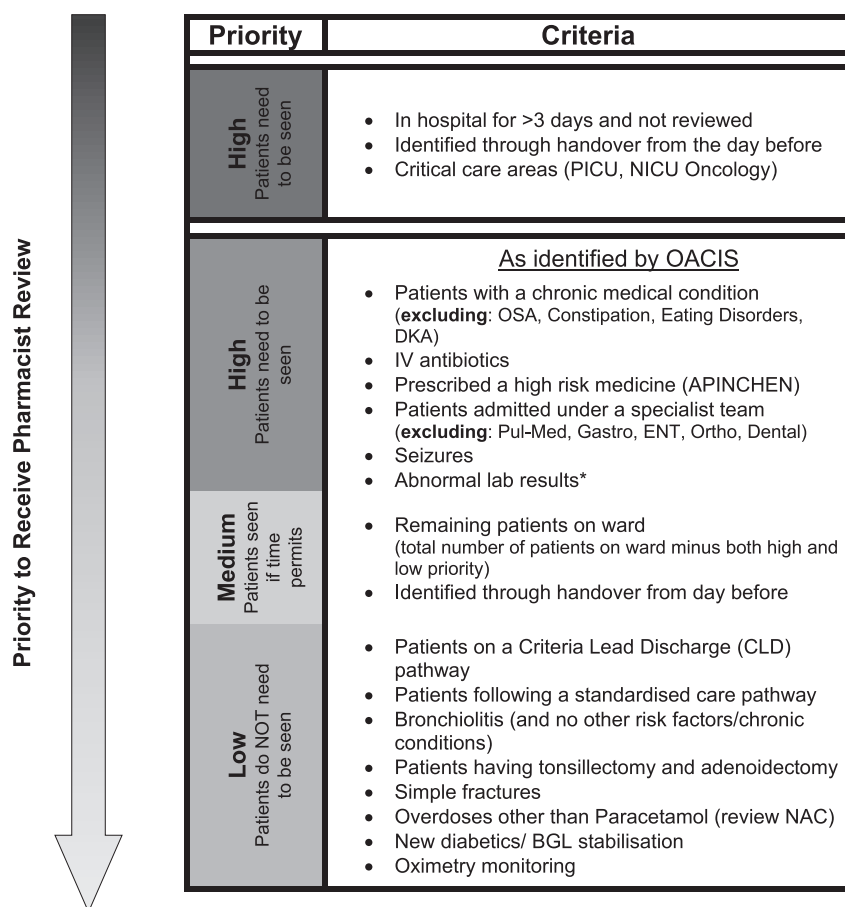 Priority to Receive Pharmacist Review
Priority Criteria
High
Patients need
to be seen
• In hospital for >3 days and not reviewed
• Identified through handover from the day before
• Critical care areas (PICU, NICU Oncology)
High
Patients need to be
seen
As identified by OACIS
• Patients with a chronic medical condition
(excluding: OSA, Constipation, Eating Disorders,
DKA)
• IV antibiotics
• Prescribed a high risk medicine (APINCHEN)
• Patients admitted under a specialist team
(excluding: Pul-Med, Gastro, ENT, Ortho, Dental)
• Seizures
• Abnormal lab results*
Medium
Patients seen
if time
permits
• Remaining patients on ward
(total number of patients on ward minus both high and
low priority)
• Identified through handover from day before
Low
Patients do NOT need
to be seen
• Patients on a Criteria Lead Discharge (CLD)
pathway
• Patients following a standardised care pathway
• Bronchiolitis (and no other risk factors/chronic
conditions)
• Patients having tonsillectomy and adenoidectomy
• Simple fractures
• Overdoses other than Paracetamol (review NAC)
• New diabetics/ BGL stabilisation
• Oximetry monitoring